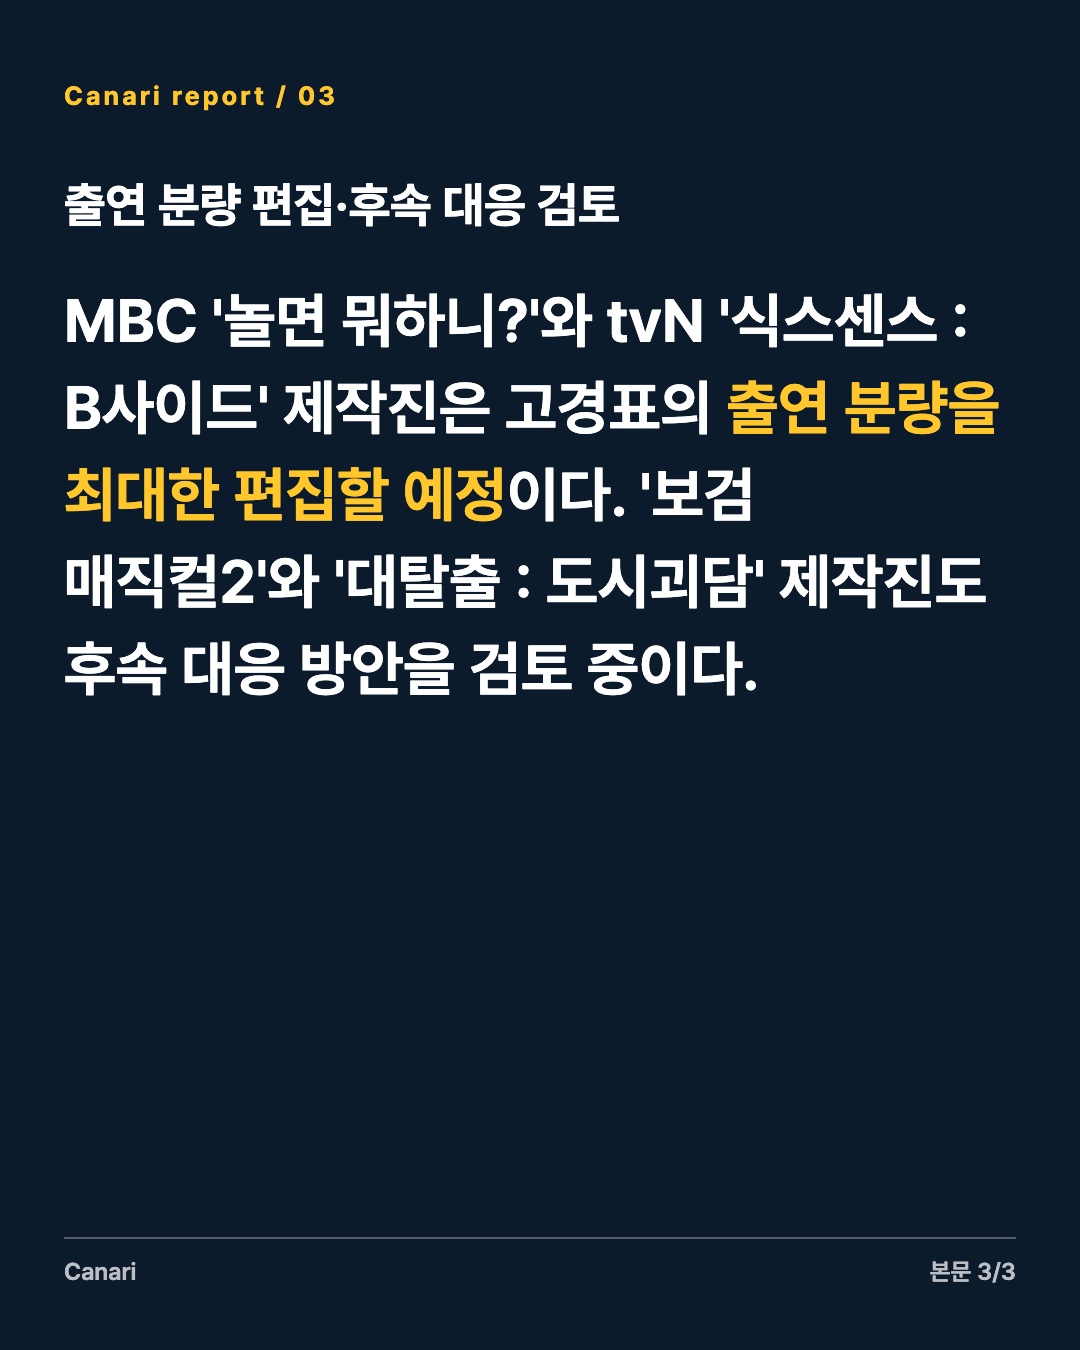 Canari report / 03
출연 분량 편집·후속 대응 검토
MBC '놀면 뭐하니?'와 tvN '식스센스 :
B사이드' 제작진은 고경표의 출연 분량을
최대한 편집할 예정이다. '보검
매직컬2'와 '대탈출 : 도시괴담' 제작진도
후속 대응 방안을 검토 중이다.
Canari
본문 3/3